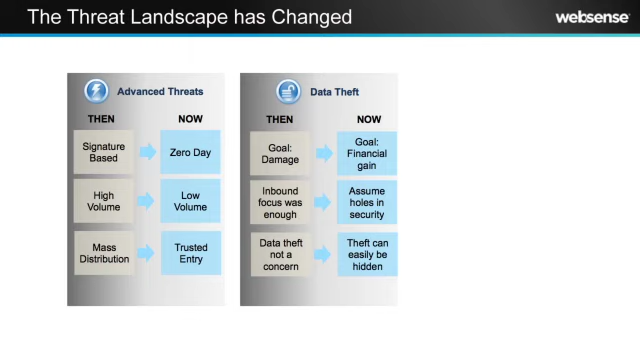 The Threat Landscape has Changed
websense
Advanced Threats
THEN NOW
Signature
Based
Zero Day
High
Volume
Low
Volume
Mass
Distribution
Trusted
Entry
Data Theft
THEN NOW
Goal:
Damage
Goal:
Financial
gain
Inbound
focus was
enough
Assume
holes in
security
Data theft
not a
concern
Theft can
easily be
hidden